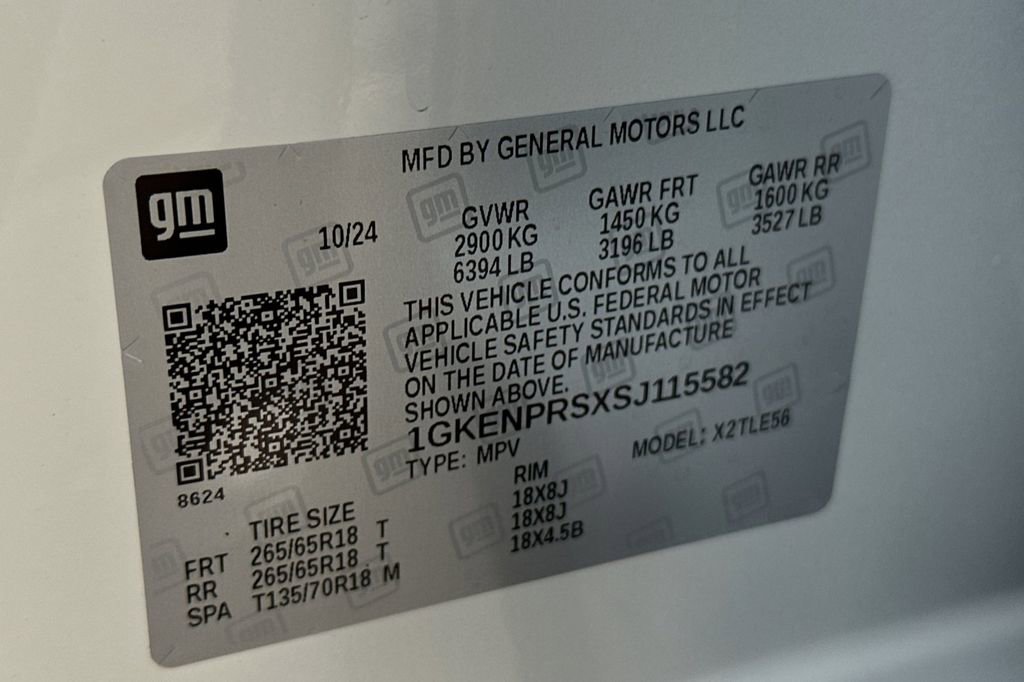 MFD BY GENERAL MOTORS LLC
gm
10/24
GVWR GAWR FRT GAWR RR
2900 KG 1450 KG 1600 KG
6394 LB 3196 LB 3527 LB
THIS VEHICLE CONFORMS TO ALL
APPLICABLE U.S. FEDERAL MOTOR
VEHICLE SAFETY STANDARDS IN EFFECT
ON THE DATE OF MANUFACTURE
SHOWN ABOVE.
1GKENPRSXSJ115582
TYPE: MPV MODEL: X2TLE56
8624
TIRE SIZE RIM
FRT 265/65R18 T 18X8J
RR 265/65R18 T 18X8J
SPA T135/70R18 M 18X4.5B